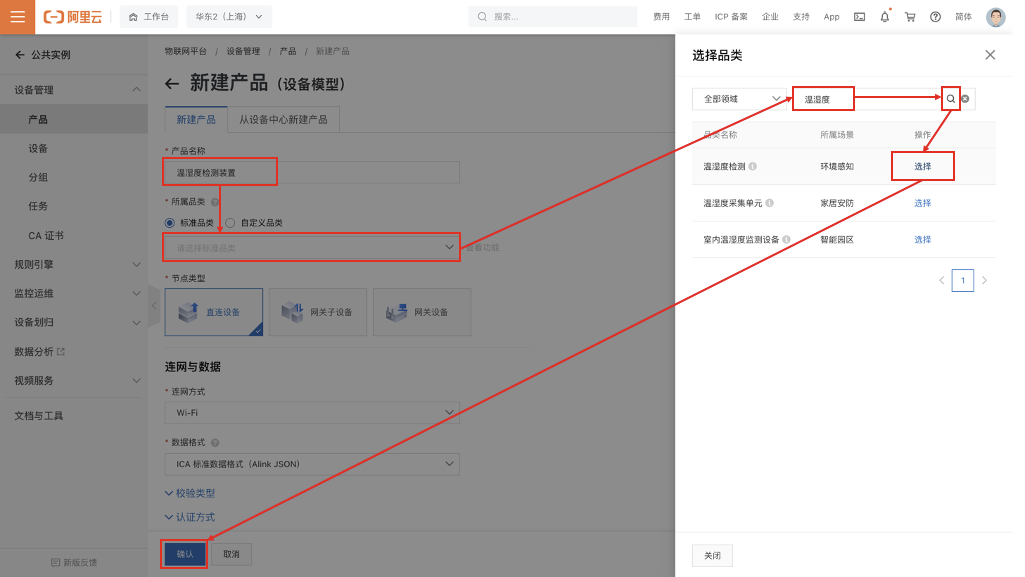 阿里云
工作台
华东2（上海）
搜索...
费用
工单
ICP 备案
企业
支持
App
简体
公共实例
设备管理
产品
设备
分组
任务
CA 证书
规则引擎
监控运维
设备划归
数据分析
视频服务
文档与工具
新版反馈
物联网平台 / 设备管理 / 产品 / 新建产品
新建产品（设备模型）
新建产品
从设备中心新建产品
* 产品名称
温湿度检测装置
* 所属品类
标准品类
自定义品类
请选择标准品类
查看功能
* 节点类型
直连设备
网关子设备
网关设备
连网与数据
* 连网方式
Wi-Fi
* 数据格式
ICA 标准数据格式（Alink JSON）
校验类型
认证方式
确认
取消
选择品类
全部领域
温湿度
品类名称 所属场景 操作
温湿度检测 环境感知 选择
温湿度采集单元 家居安防 选择
室内温湿度监测设备 智能园区 选择
1
关闭